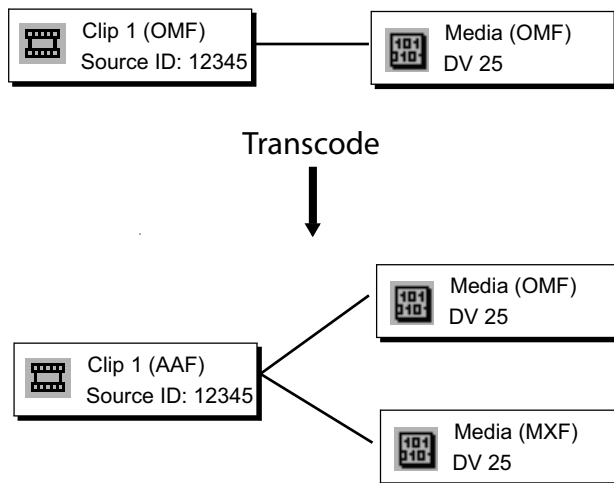 Clip 1 (OMF)
Source ID: 12345
Media (OMF)
DV 25
Transcode
Media (OMF)
DV 25
Clip 1 (AAF)
Source ID: 12345
Media (MXF)
DV 25